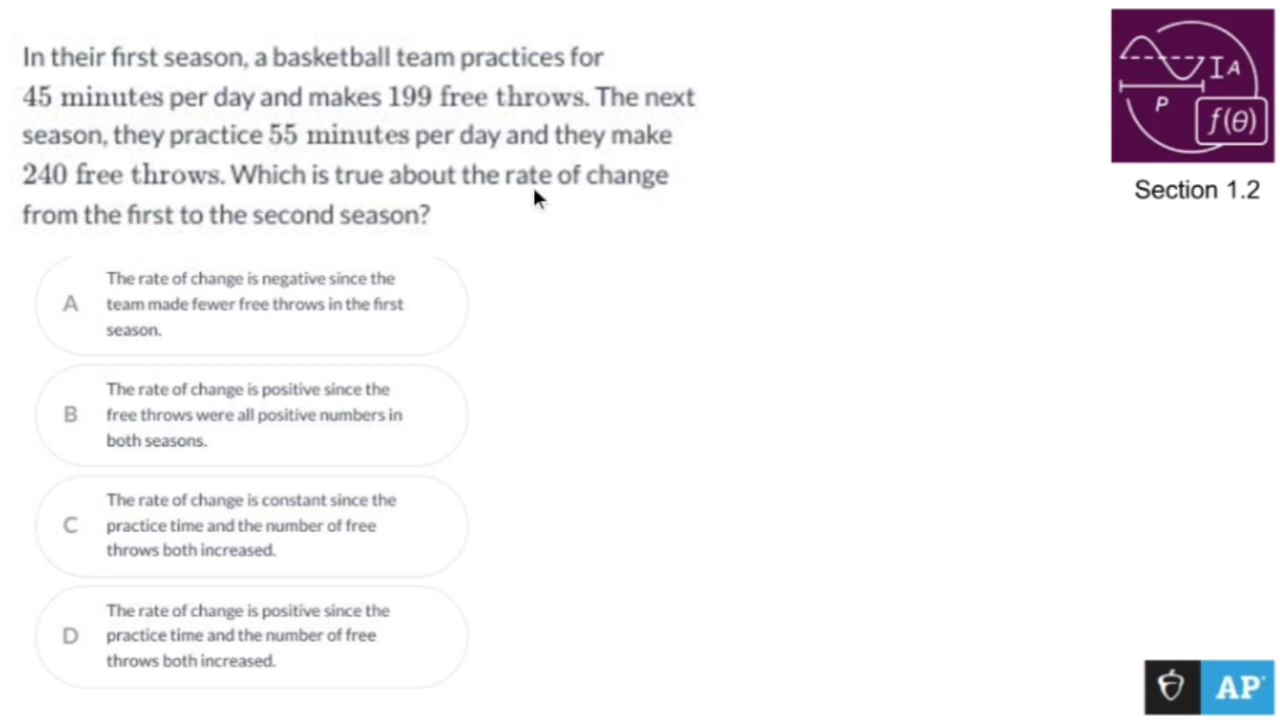 In their first season, a basketball team practices for
45 minutes per day and makes 199 free throws. The next
season, they practice 55 minutes per day and they make
240 free throws. Which is true about the rate of change
from the first to the second season?
A
The rate of change is negative since the
team made fewer free throws in the first
season.
B
The rate of change is positive since the
free throws were all positive numbers in
both seasons.
C
The rate of change is constant since the
practice time and the number of free
throws both increased.
D
The rate of change is positive since the
practice time and the number of free
throws both increased.
A
P
f(θ)
Section 1.2
AP